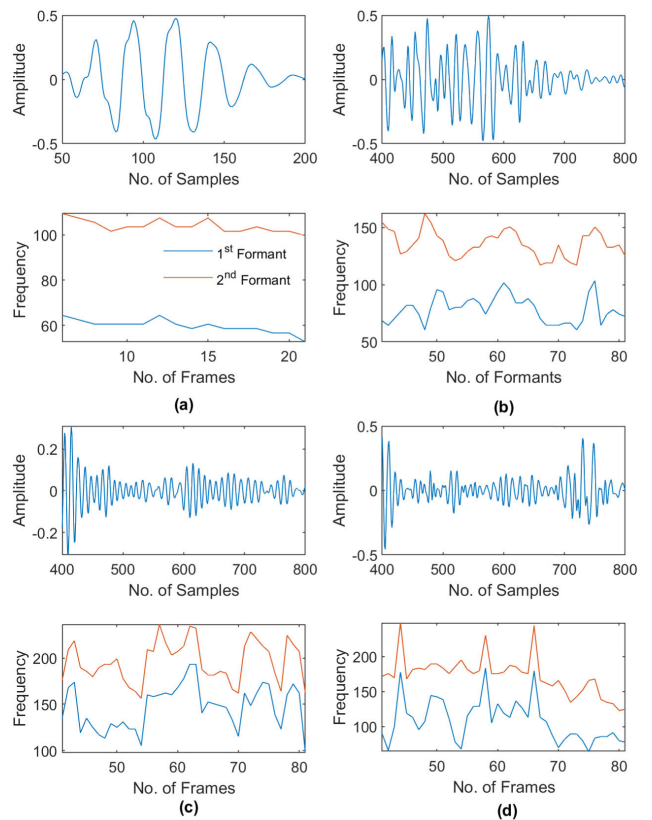 0.5
0
-0.5
Amplitude
50 100 150 200
No. of Samples
0.5
0
-0.5
Amplitude
400 500 600 700 800
No. of Samples
100
80
60
Frequency
1st Formant
2nd Formant
10 15 20
No. of Frames
(a)
150
100
50
Frequency
50 60 70 80
No. of Formants
(b)
0.2
0
-0.2
Amplitude
400 500 600 700 800
No. of Samples
0.5
0
-0.5
Amplitude
400 500 600 700 800
No. of Samples
200
150
100
Frequency
50 60 70 80
No. of Frames
(c)
200
150
100
Frequency
50 60 70 80
No. of Frames
(d)